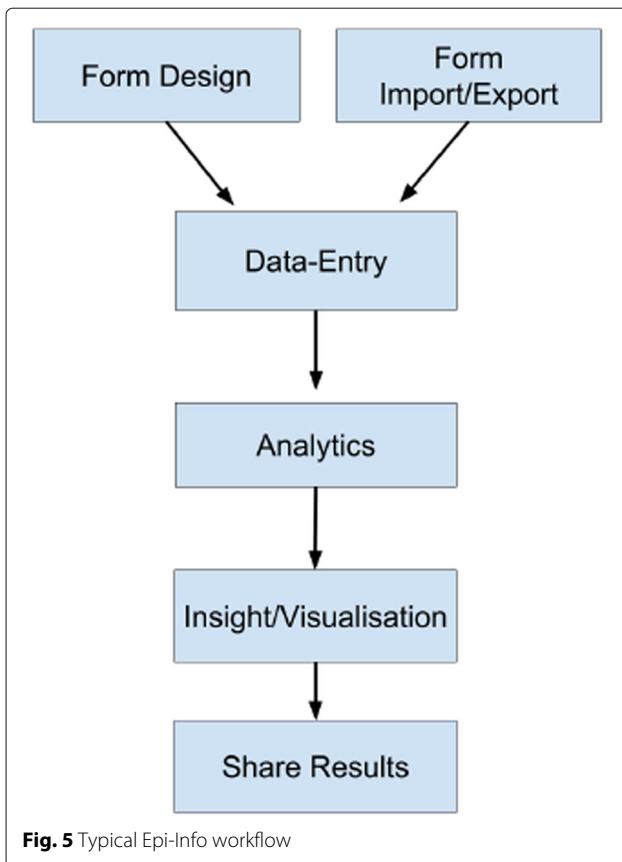 Form Design
Form
Import/Export
Data-Entry
Analytics
Insight/Visualisation
Share Results
Fig. 5 Typical Epi-Info workflow